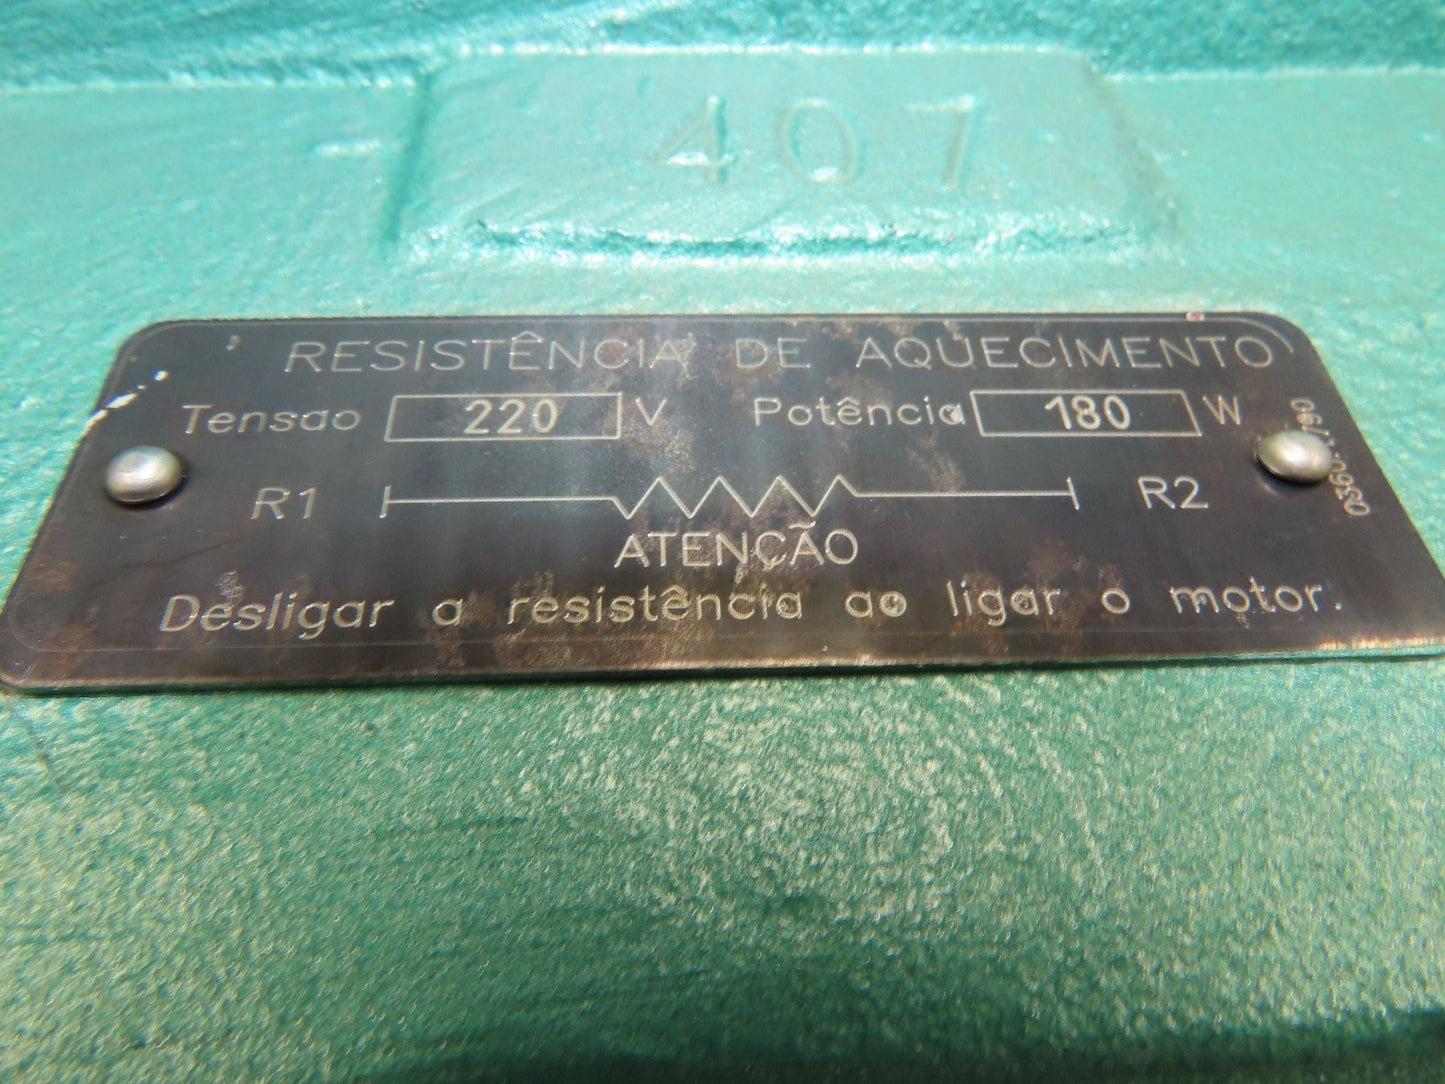 407
RESISTÊNCIA DE AQUECIMENTO
Tensao 220 V Potência 180 W
R1 R2
ATENÇÃO
Desligar a resistência ao ligar o motor.